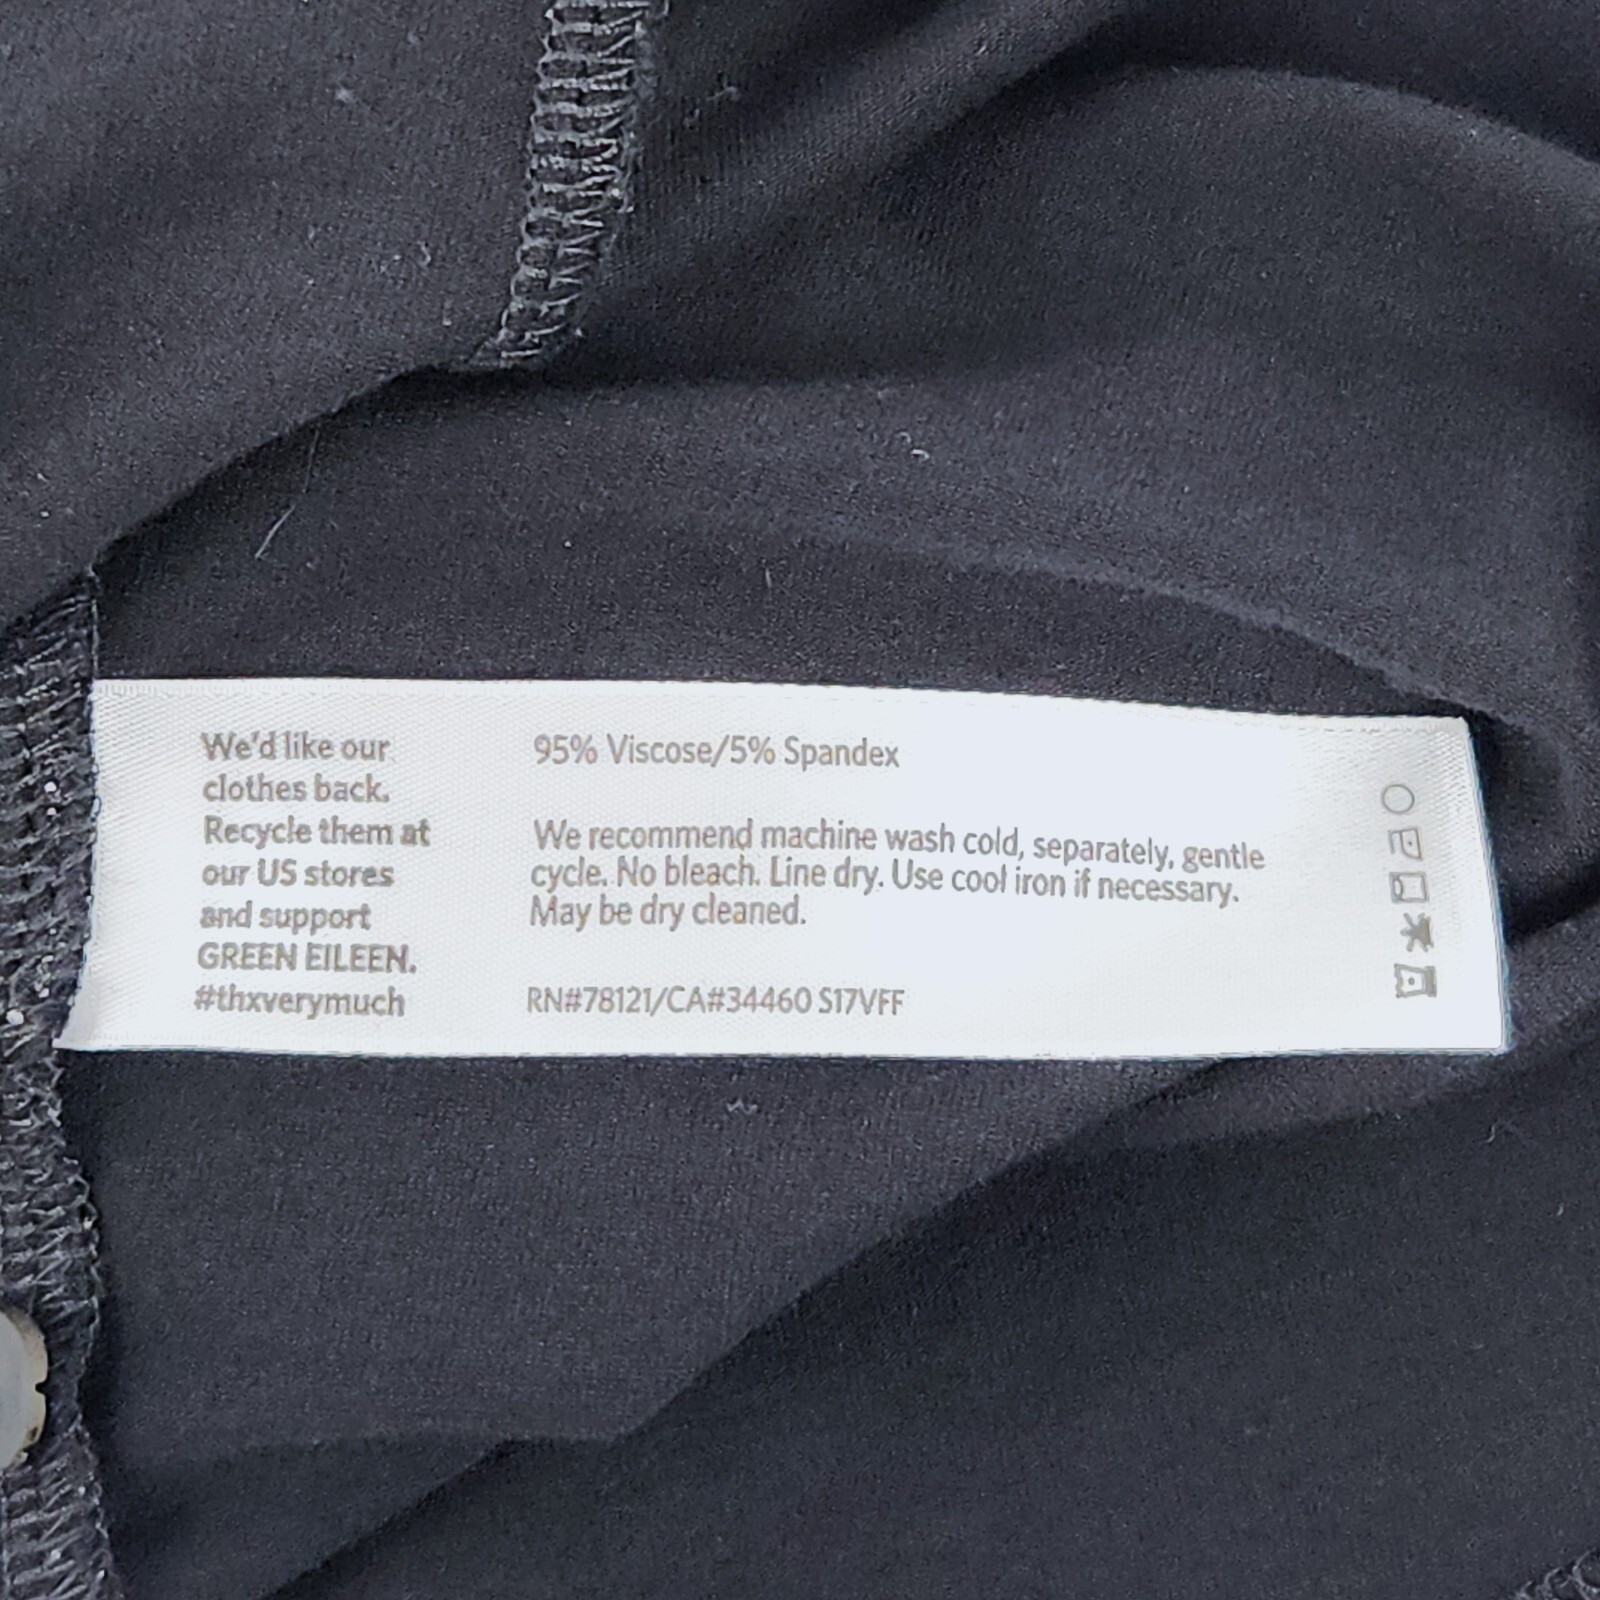 We'd like our
clothes back.
Recycle them at
our US stores
and support
GREEN EILEEN.
#thxverymuch
95% Viscose/5% Spandex
We recommend machine wash cold, separately, gentle
cycle. No bleach. Line dry. Use cool iron if necessary.
May be dry cleaned.
RN#78121/CA#34460 S17VFF